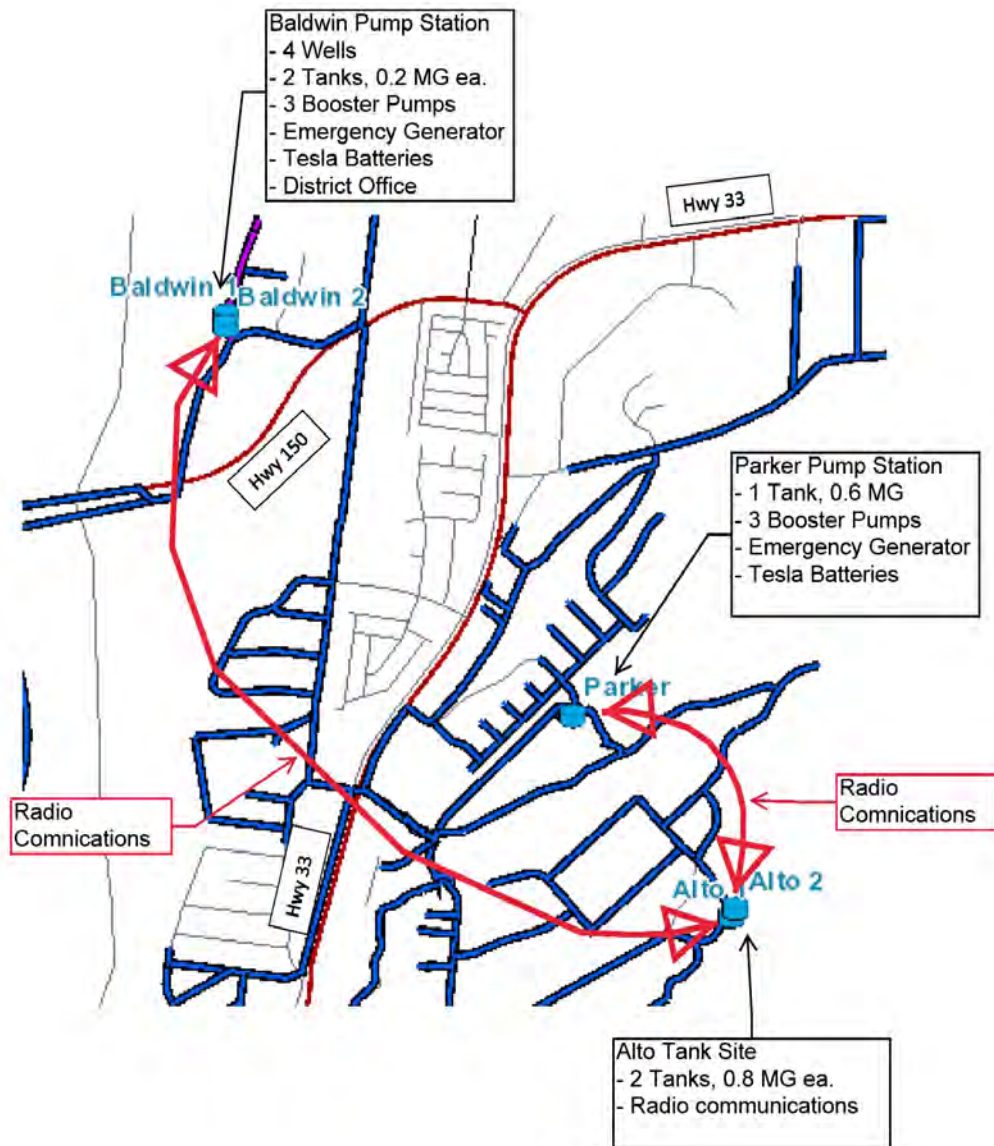 Baldwin Pump Station
- 4 Wells
- 2 Tanks, 0.2 MG ea.
- 3 Booster Pumps
- Emergency Generator
- Tesla Batteries
- District Office
Hwy 33
Baldwin 1
Baldwin 2
Hwy 150
Parker Pump Station
- 1 Tank, 0.6 MG
- 3 Booster Pumps
- Emergency Generator
- Tesla Batteries
Parker
Radio
Comnications
Radio
Comnications
Hwy 33
Alto
Alto 2
Alto Tank Site
- 2 Tanks, 0.8 MG ea.
- Radio communications